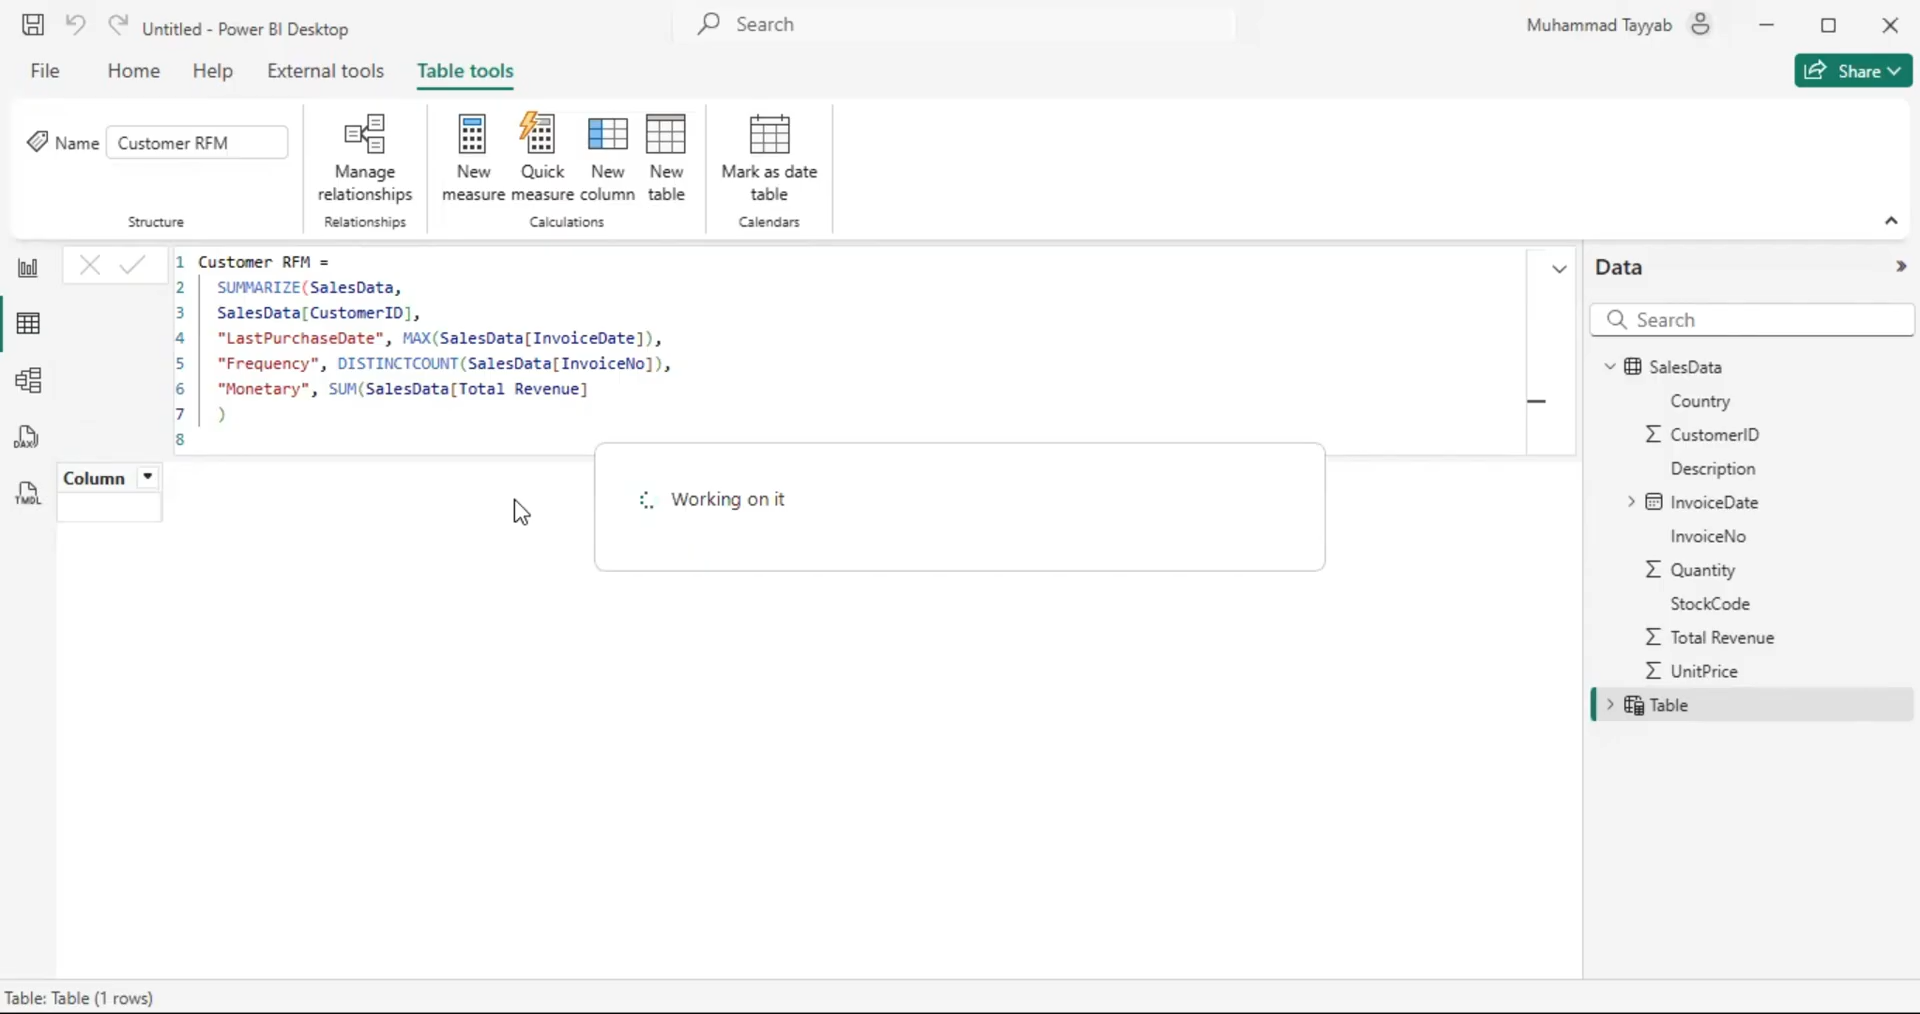 Untitled - Power BI Desktop
Search
Muhammad Tayyab
File
Home
Help
External tools
Table tools
Share
Name
Customer RFM
Manage
relationships
New
measure
Quick
measure
New
column
New
table
Mark as date
table
Structure
Relationships
Calculations
Calendars
1 Customer RFM =
2 SUMMARIZE(SalesData,
3 SalesData[CustomerID],
4 "LastPurchaseDate", MAX(SalesData[InvoiceDate]),
5 "Frequency", DISTINCTCOUNT(SalesData[InvoiceNo]),
6 "Monetary", SUM(SalesData[Total Revenue]
7 )
8
DAX
TMDL
Column
Working on it
Data
Search
SalesData
Country
CustomerID
Description
InvoiceDate
InvoiceNo
Quantity
StockCode
Total Revenue
UnitPrice
Table
Table: Table (1 rows)